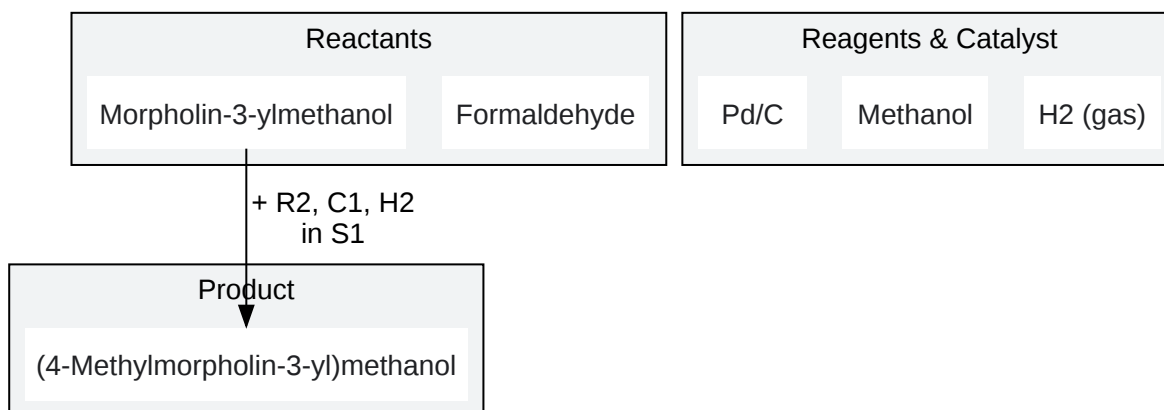 Reactants
Morpholin-3-ylmethanol
Formaldehyde
Reagents & Catalyst
Pd/C
Methanol
H2 (gas)
+ R2, C1, H2
in S1
Product
(4-Methylmorpholin-3-yl)methanol